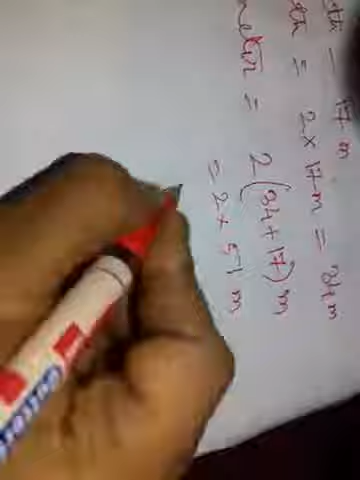 17 m
= 2 × 17 m = 34 m
= 2(34+17) m
= 2 × 51 m